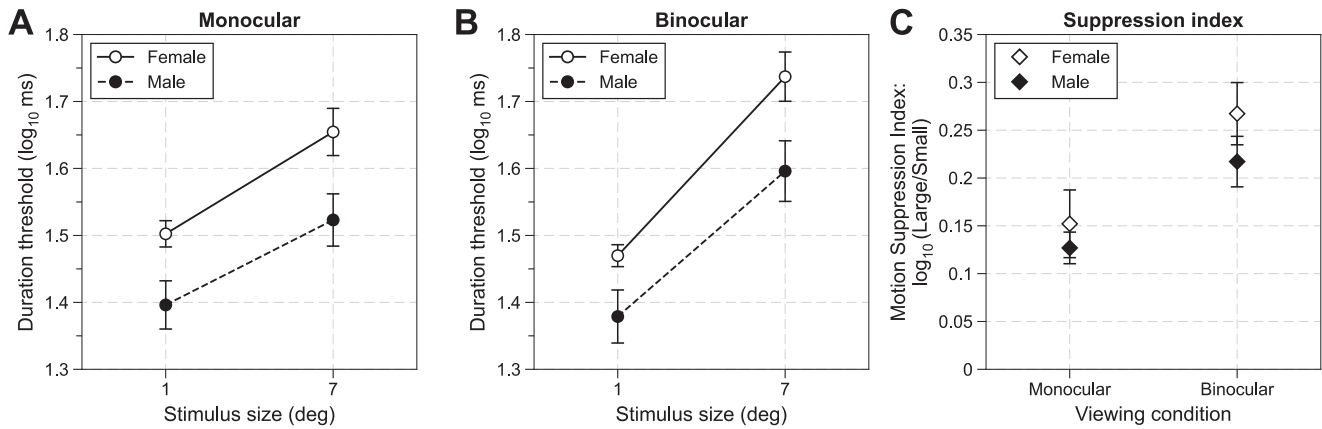 A
Monocular
Female
Male
Duration threshold (log10 ms)
1.8
1.7
1.6
1.5
1.4
1.3
1
7
Stimulus size (deg)
B
Binocular
Female
Male
Duration threshold (log10 ms)
1.8
1.7
1.6
1.5
1.4
1.3
1
7
Stimulus size (deg)
C
Suppression index
Female
Male
Motion Suppression Index:
log10 (Large/Small)
0.35
0.3
0.25
0.2
0.15
0.1
0.05
0
Monocular
Binocular
Viewing condition